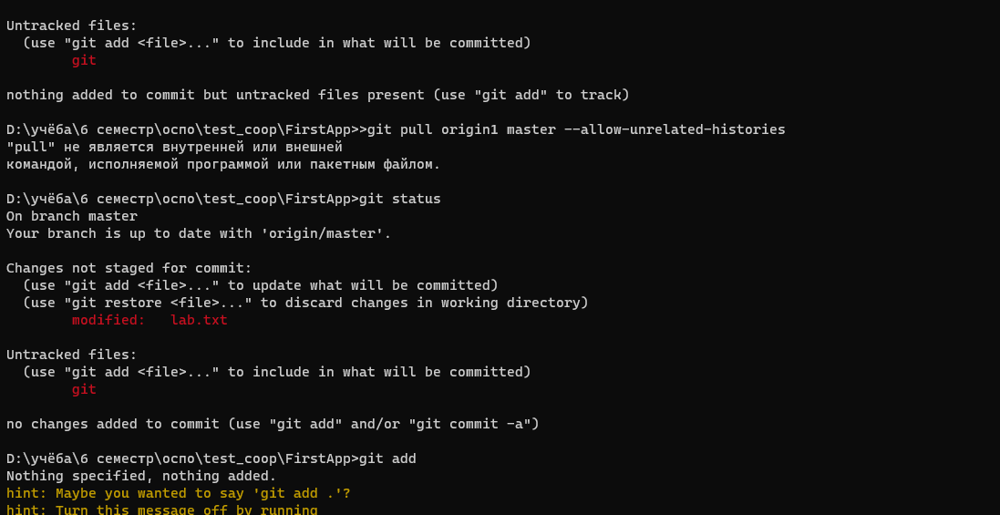 Untracked files:
  (use "git add <file>..." to include in what will be committed)
        git
nothing added to commit but untracked files present (use "git add" to track)
D:\учёба\6 семестр\оспо\test_coop\FirstApp>>git pull origin1 master --allow-unrelated-histories
"pull" не является внутренней или внешней
командой, исполняемой программой или пакетным файлом.
D:\учёба\6 семестр\оспо\test_coop\FirstApp>git status
On branch master
Your branch is up to date with 'origin/master'.
Changes not staged for commit:
  (use "git add <file>..." to update what will be committed)
  (use "git restore <file>..." to discard changes in working directory)
        modified:   lab.txt
Untracked files:
  (use "git add <file>..." to include in what will be committed)
        git
no changes added to commit (use "git add" and/or "git commit -a")
D:\учёба\6 семестр\оспо\test_coop\FirstApp>git add
Nothing specified, nothing added.
hint: Maybe you wanted to say 'git add .'?
hint: Turn this message off by running